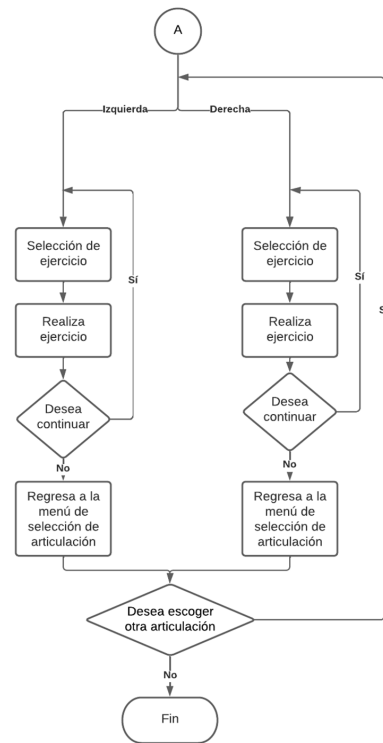 A
Izquierda
Derecha
Selección de
ejercicio
Sí
Realiza
ejercicio
Desea
continuar
No
Regresa a la
menú de
selección de
articulación
Selección de
ejercicio
Sí
Realiza
ejercicio
Desea
continuar
No
Regresa a la
menú de
selección de
articulación
Desea escoger
otra articulación
No
Fin